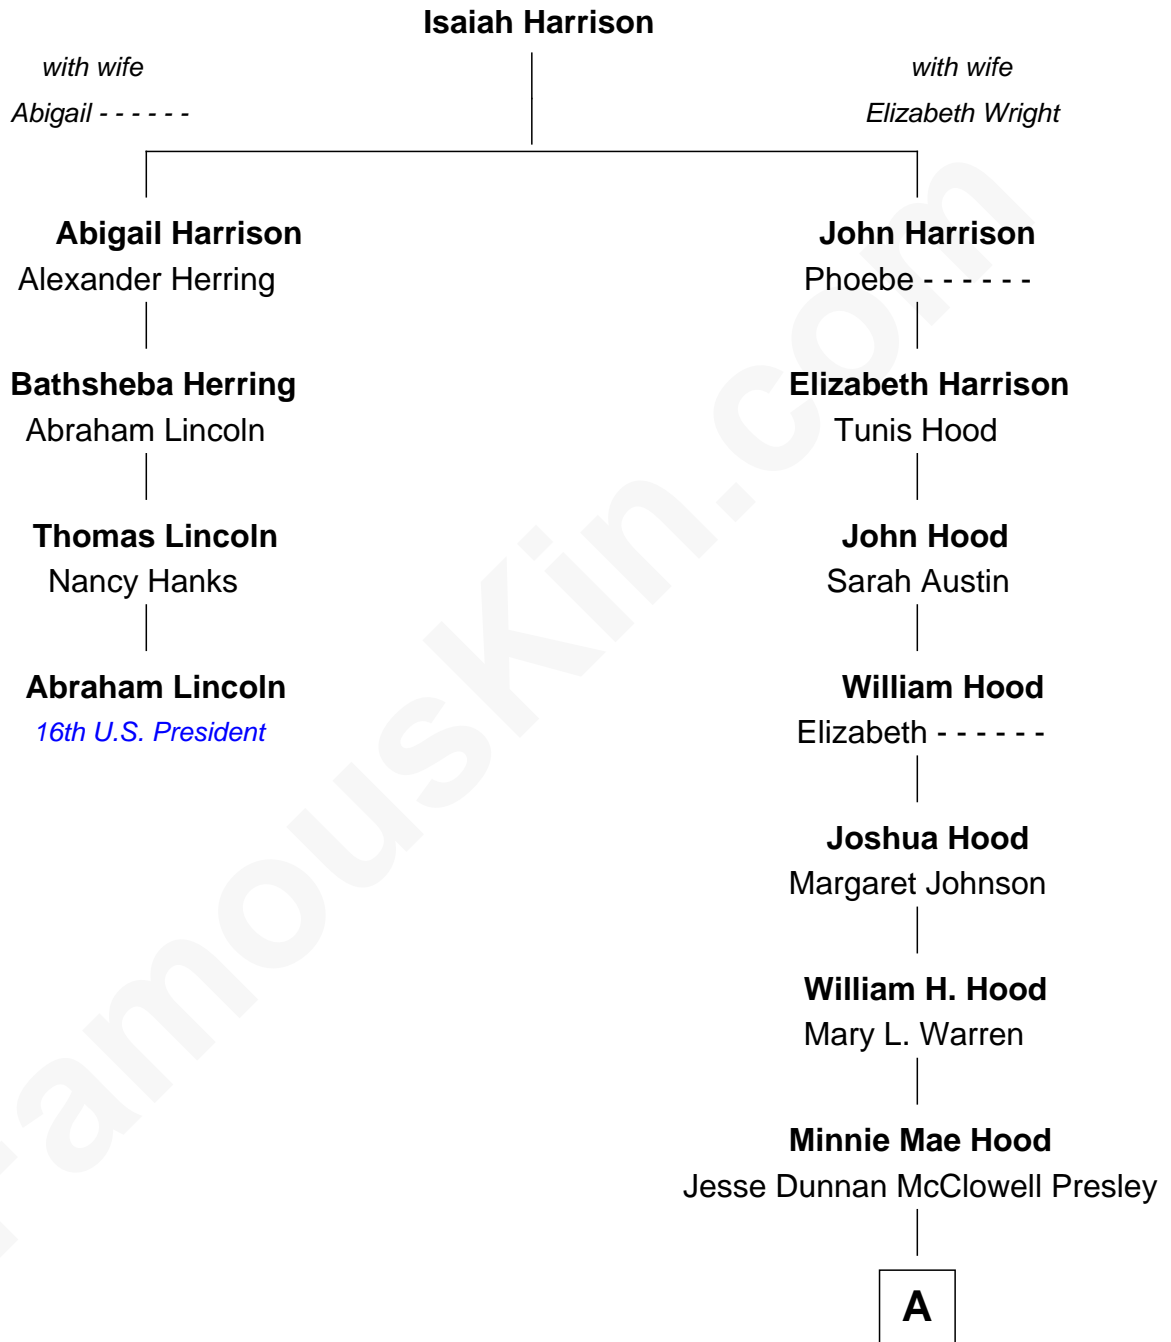 Isaiah Harrison
with wife
Abigail - - - - - -
with wife
Elizabeth Wright
Abigail Harrison
Alexander Herring
Bathsheba Herring
Abraham Lincoln
Thomas Lincoln
Nancy Hanks
Abraham Lincoln
16th U.S. President
John Harrison
Phoebe - - - - - -
Elizabeth Harrison
Tunis Hood
John Hood
Sarah Austin
William Hood
Elizabeth - - - - - -
Joshua Hood
Margaret Johnson
William H. Hood
Mary L. Warren
Minnie Mae Hood
Jesse Dunnan McClowell Presley
A
FamousKin.com